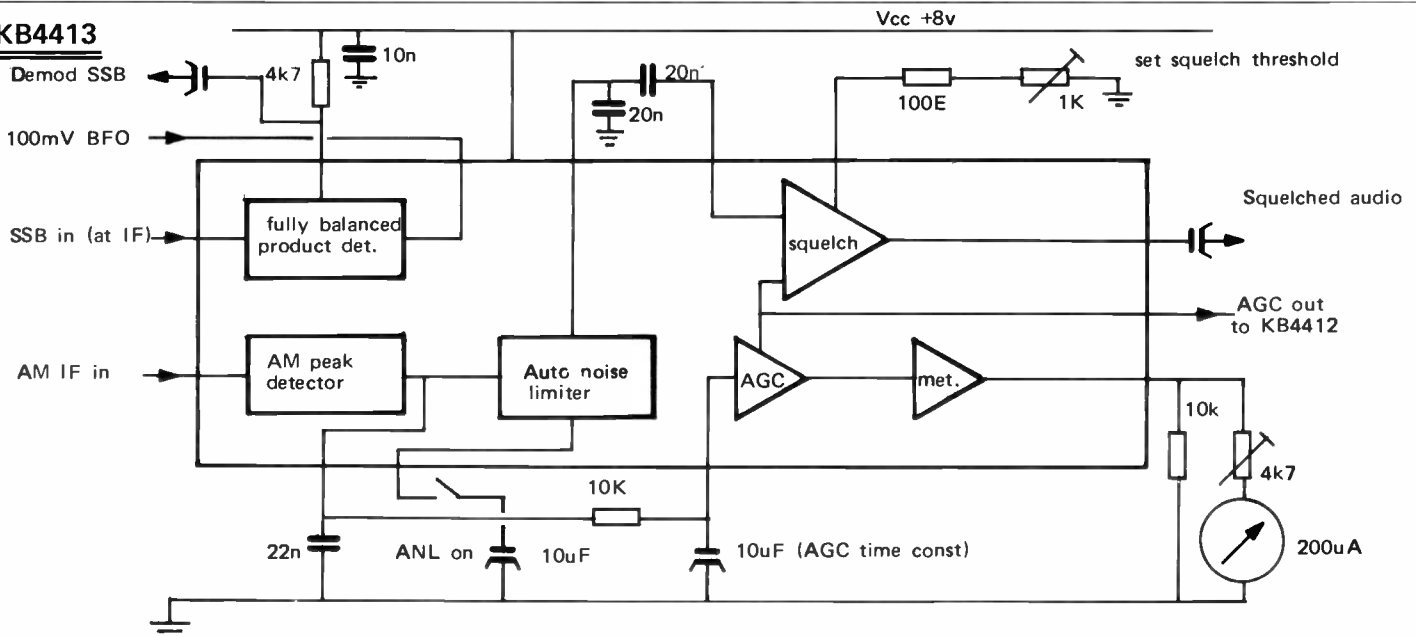 KB4413
Vcc +8v
10n
Demod SSB
4k7
20n
set squelch threshold
20n
100E
1K
100mV BFO
fully balanced
product det.
Squelched audio
SSB in (at IF)
squelch
AGC out
to KB4412
AM peak
detector
Auto noise
limiter
AM IF in
AGC
met.
10k
4k7
10K
22n
ANL on
10uF
10uF (AGC time const)
200uA